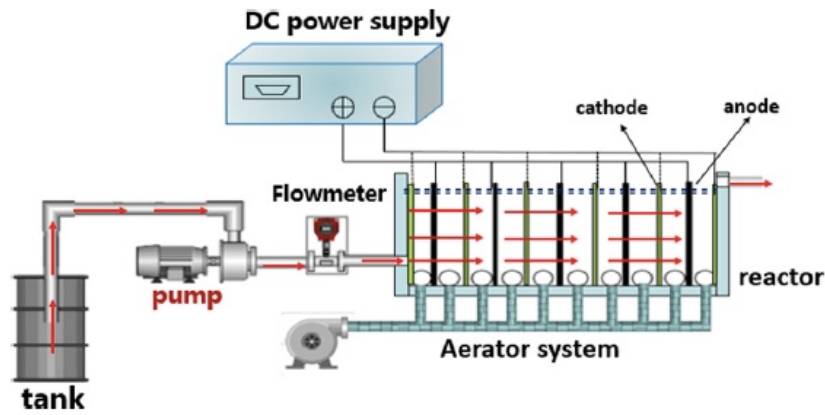 DC power supply
cathode
anode
Flowmeter
pump
reactor
Aerator system
tank